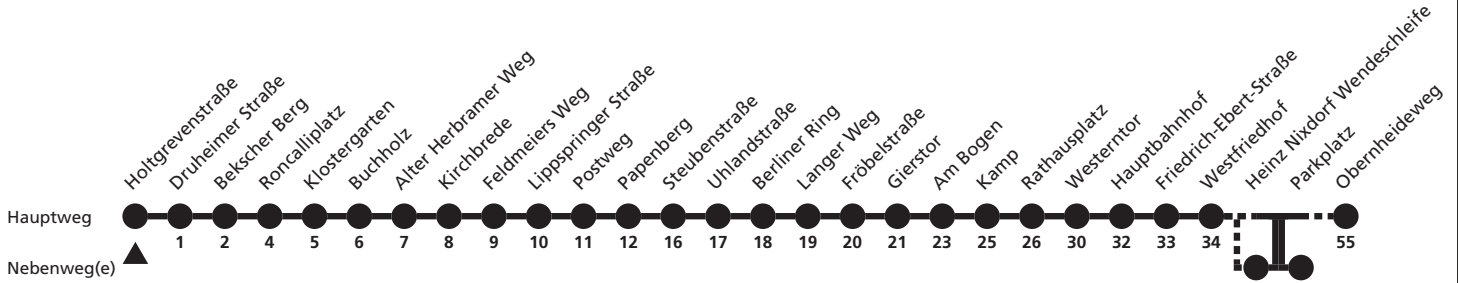 Holtgrevenstraße
Druheimer Straße
Bekscher Berg
Roncalliplatz
Klostergarten
Buchholz
Alter Herbramer Weg
Kirchbrede
Feldmeiers Weg
Lippspringer Straße
Postweg
Papenberg
Steubenstraße
Uhlandstraße
Berliner Ring
Langer Weg
Fröbelstraße
Gierstor
Am Bogen
Kamp
Rathausplatz
Westerntor
Hauptbahnhof
Friedrich-Ebert-Straße
Westfriedhof
Heinz Nixdorf Wendeschleife
Parkplatz
Obernheideweg
Hauptweg
1 2 4 5 6 7 8 9 10 11 12 16 17 18 19 20 21 23 25 26 30 32 33 34 55
Nebenweg(e)